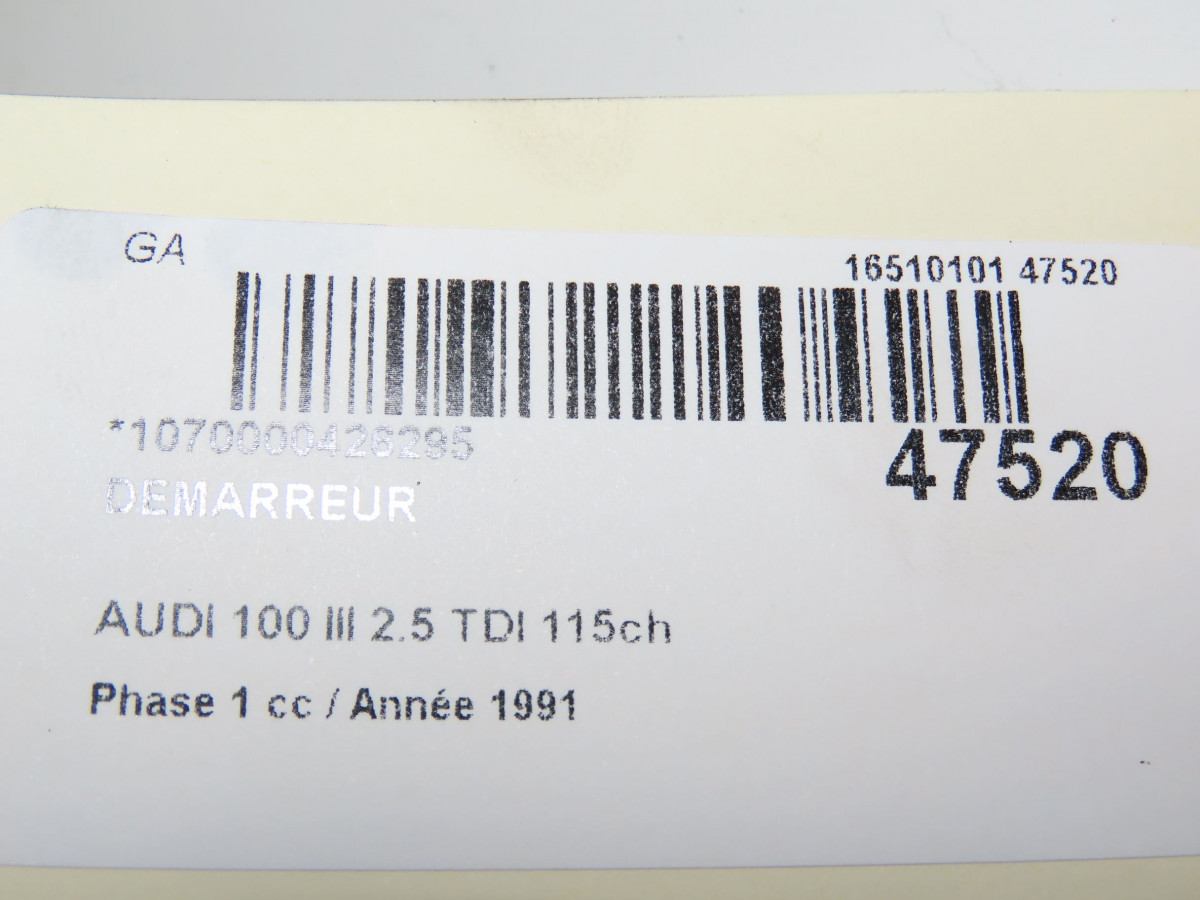 GA
16510101 47520
*1070000426295
47520
DEMARREUR
AUDI 100 III 2.5 TDI 115ch
Phase 1 cc / Année 1991